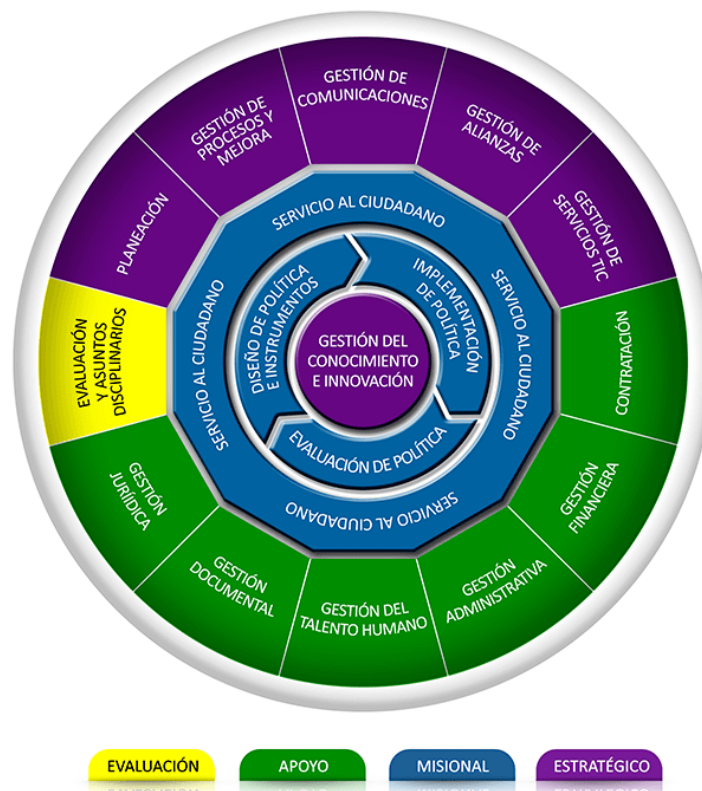 GESTIÓN DE
COMUNICACIONES
GESTIÓN DE
ALIANZAS
GESTIÓN DE
SERVICIOS TIC
CONTRATACIÓN
GESTIÓN
FINANCIERA
GESTIÓN
ADMINISTRATIVA
GESTIÓN DEL
TALENTO HUMANO
GESTIÓN
DOCUMENTAL
GESTIÓN
JURÍIDICA
EVALUACIÓN
Y ASUNTOS
DISCIPLINARIOS
PLANEACIÓN
GESTIÓN DE
PROCESOS Y
MEJORA
SERVICIO AL CIUDADANO
SERVICIO AL CIUDADANO
SERVICIO AL CIUDADANO
SERVICIO AL CIUDADANO
DISEÑO DE POLÍTICA
E INSTRUMENTOS
IMPLEMENTACIÓN
DE POLÍTICA
EVALUACIÓN DE POLÍTICA
GESTIÓN DEL
CONOCIMIENTO
E INNOVACIÓN
EVALUACIÓN
APOYO
MISIONAL
ESTRATÉGICO